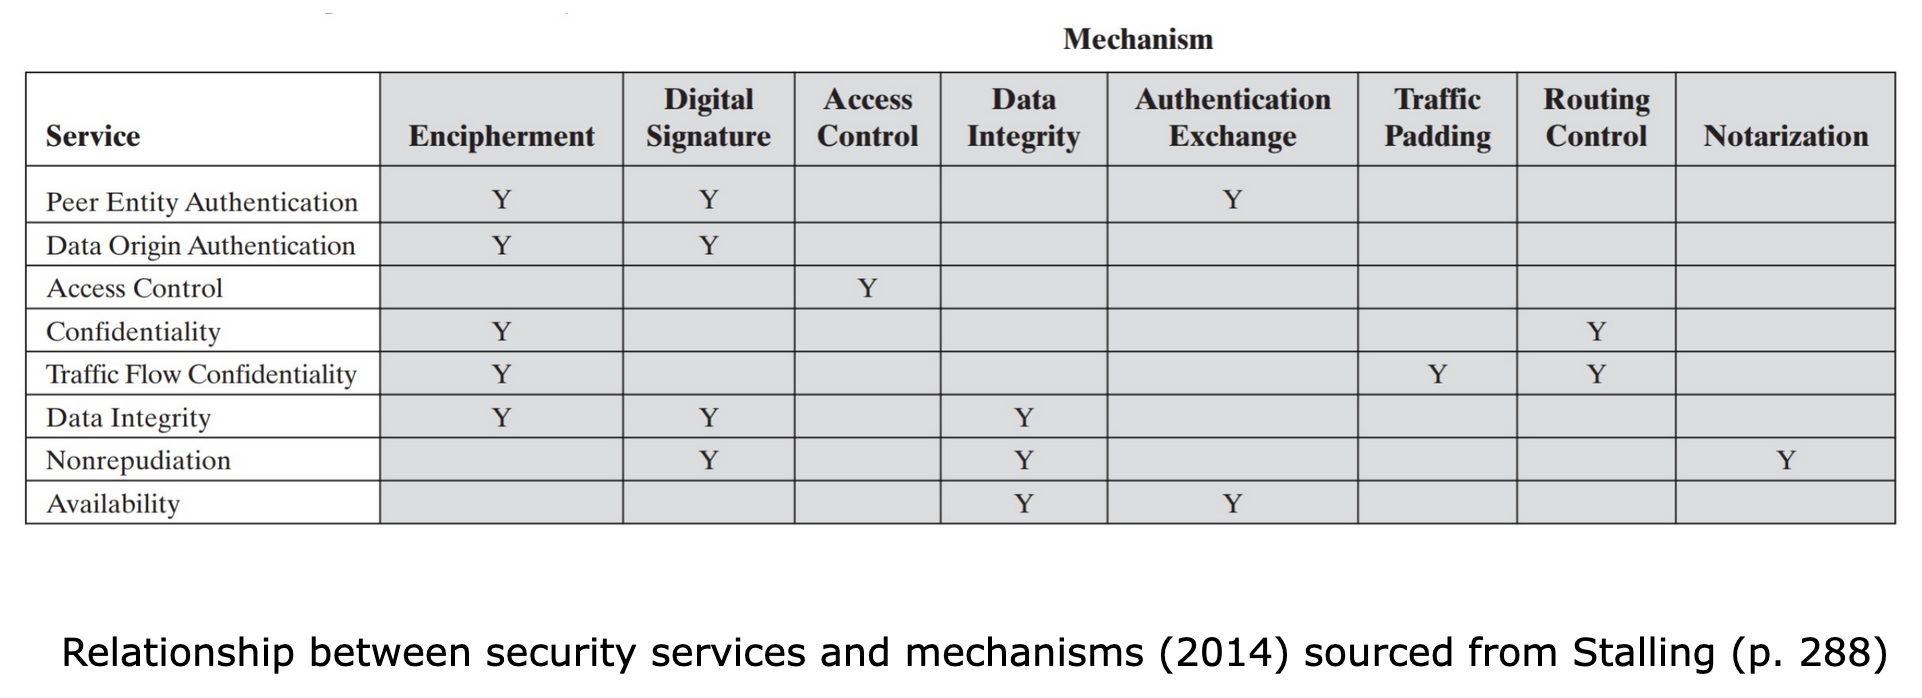 Mechanism
Service Encipherment Digital Signature Access Control Data Integrity Authentication Exchange Traffic Padding Routing Control Notarization
Peer Entity Authentication Y Y Y
Data Origin Authentication Y Y
Access Control Y
Confidentiality Y Y
Traffic Flow Confidentiality Y Y Y
Data Integrity Y Y Y
Nonrepudiation Y Y Y
Availability Y Y
Relationship between security services and mechanisms (2014) sourced from Stalling (p. 288)